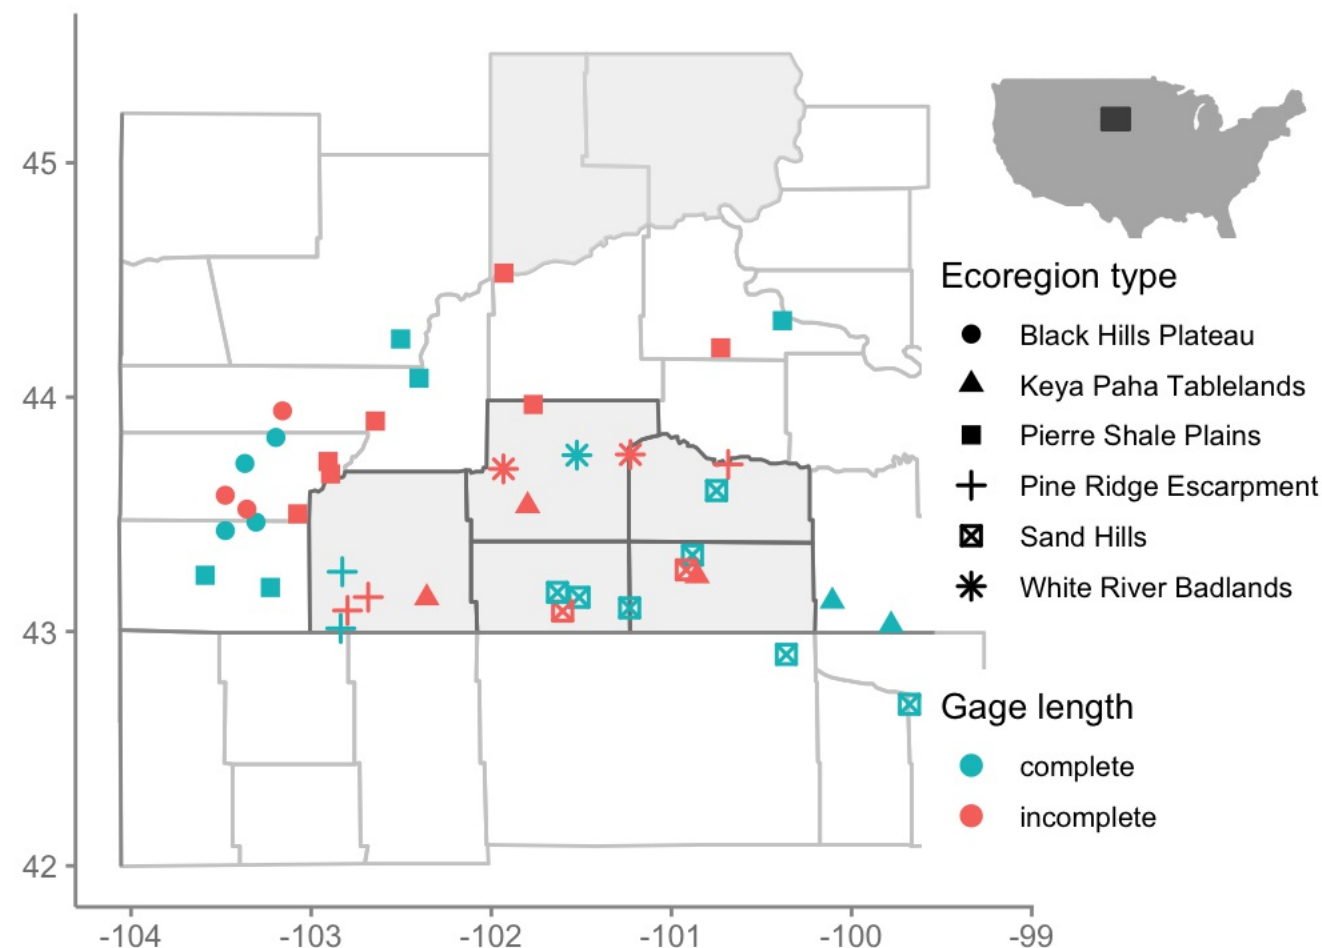 45
44
43
42
-104
-103
-102
-101
-100
-99
Ecoregion type
Black Hills Plateau
Keya Paha Tablelands
Pierre Shale Plains
Pine Ridge Escarpment
Sand Hills
White River Badlands
Gage length
complete
incomplete